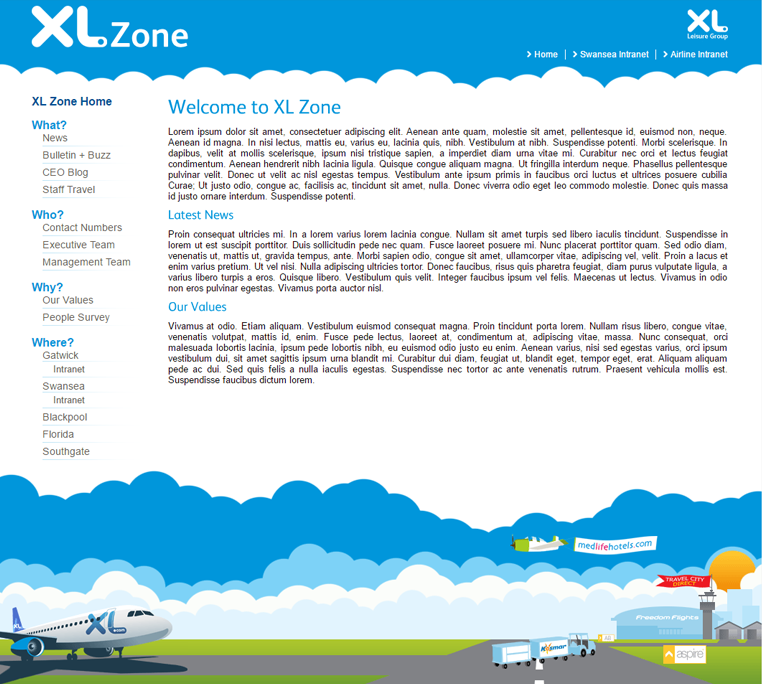 XL Zone
XL
Leisure Group
Home | Swansea Intranet | Airline Intranet
XL Zone Home
What?
News
Bulletin + Buzz
CEO Blog
Staff Travel
Who?
Contact Numbers
Executive Team
Management Team
Why?
Our Values
People Survey
Where?
Gatwick
Intranet
Swansea
Intranet
Blackpool
Florida
Southgate
Welcome to XL Zone
Lorem ipsum dolor sit amet, consectetuer adipiscing elit. Aenean ante quam, molestie sit amet, pellentesque id, euismod non, neque.
Aenean id magna. In nisi lectus, mattis eu, varius eu, lacinia quis, nibh. Vestibulum at nibh. Suspendisse potenti. Morbi scelerisque. In
dapibus, velit at mollis scelerisque, ipsum nisi tristique sapien, a imperdiet diam urna vitae mi. Curabitur nec orci et lectus feugiat
condimentum. Aenean hendrerit nibh lacinia ligula. Quisque congue aliquam magna. Ut fringilla interdum neque. Phasellus pellentesque
pulvinar velit. Donec ut velit ac nisl egestas tempus. Vestibulum ante ipsum primis in faucibus orci luctus et ultrices posuere cubilia
Curae; Ut justo odio, congue ac, facilisis ac, tincidunt sit amet, nulla. Donec viverra odio eget leo commodo molestie. Donec quis massa
id justo ornare interdum. Suspendisse potenti.
Latest News
Proin consequat ultricies mi. In a lorem varius lorem lacinia congue. Nullam sit amet turpis sed libero iaculis tincidunt. Suspendisse in
lorem ut est suscipit porttitor. Duis sollicitudin pede nec quam. Fusce laoreet posuere mi. Nunc placerat porttitor quam. Sed odio diam,
venenatis ut, mattis ut, gravida tempus, ante. Morbi sapien odio, congue sit amet, ullamcorper vitae, adipiscing vel, velit. Proin a lacus et
enim varius pretium. Ut vel nisi. Nulla adipiscing ultricies tortor. Donec faucibus, risus quis pharetra feugiat, diam purus vulputate ligula, a
varius libero turpis a eros. Quisque libero. Vestibulum quis velit. Integer faucibus ipsum vel felis. Maecenas ut lectus. Vivamus in odio
non eros pulvinar egestas. Vivamus porta auctor nisl.
Our Values
Vivamus at odio. Etiam aliquam. Vestibulum euismod consequat magna. Proin tincidunt porta lorem. Nullam risus libero, congue vitae,
venenatis volutpat, mattis id, enim. Fusce pede lectus, laoreet at, condimentum at, adipiscing vitae, massa. Nunc consequat, orci
malesuada lobortis lacinia, ipsum pede lobortis nibh, eu euismod odio justo eu enim. Aenean varius, nisi sed egestas varius, orci ipsum
vestibulum dui, sit amet sagittis ipsum urna blandit mi. Curabitur dui diam, feugiat ut, blandit eget, tempor eget, erat. Aliquam aliquam
pede ac dui. Sed quis felis a nulla iaculis egestas. Suspendisse nec tortor ac ante venenatis rutrum. Praesent vehicula mollis est.
Suspendisse faucibus dictum lorem.
medlifehotels.com
TRAVEL CITY
DIRECT
Freedom Flights
XL
XL
Kosmar
aspire